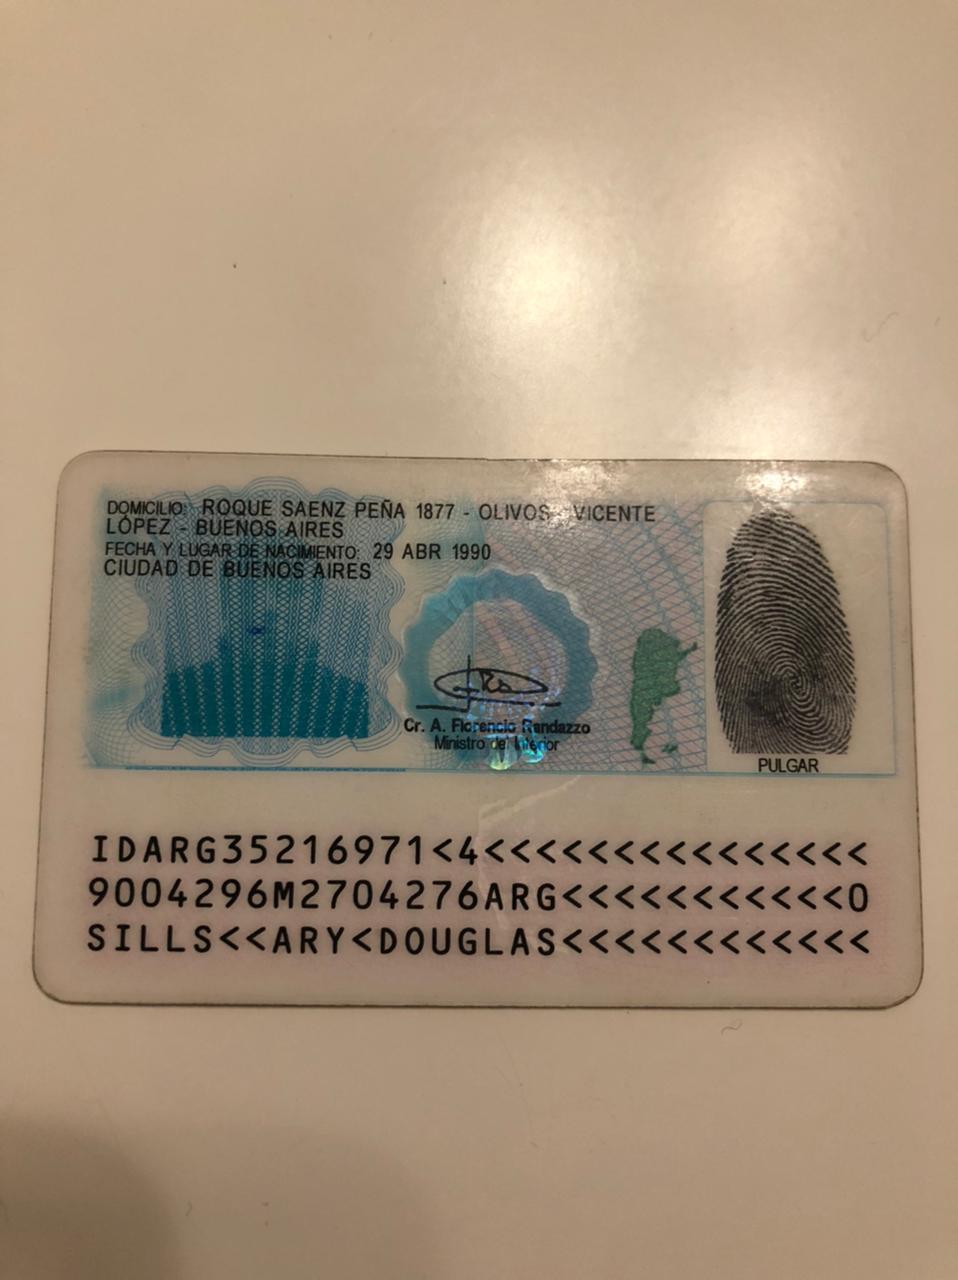 DOMICILIO: ROQUE SAENZ PEÑA 1877 - OLIVOS - VICENTE
LÓPEZ - BUENOS AIRES
FECHA Y LUGAR DE NACIMIENTO: 29 ABR 1990
CIUDAD DE BUENOS AIRES
Cr. A. Florencio Randazzo
Ministro del Interior
PULGAR
IDARG35216971<4<<<<<<<<<<<<<<<
9004296M2704276ARG<<<<<<<<<<<0
SILLS<<ARY<DOUGLAS<<<<<<<<<<<<